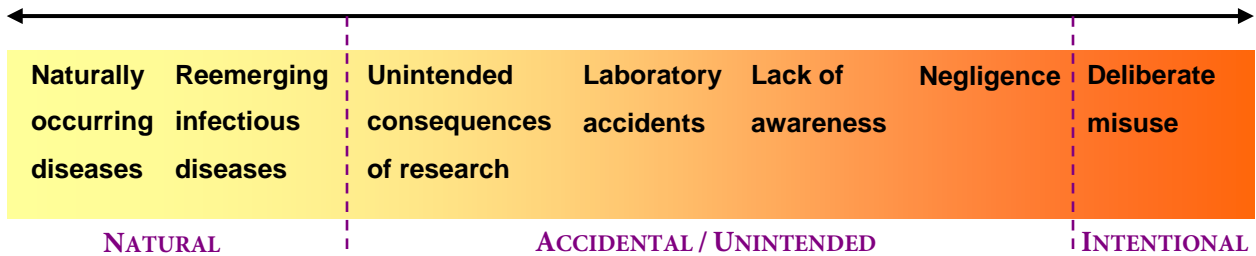 Naturally
occurring
diseases
Reemerging
infectious
diseases
Unintended
consequences
of research
Laboratory
accidents
Lack of
awareness
Negligence
Deliberate
misuse
NATURAL
ACCIDENTAL / UNINTENDED
INTENTIONAL